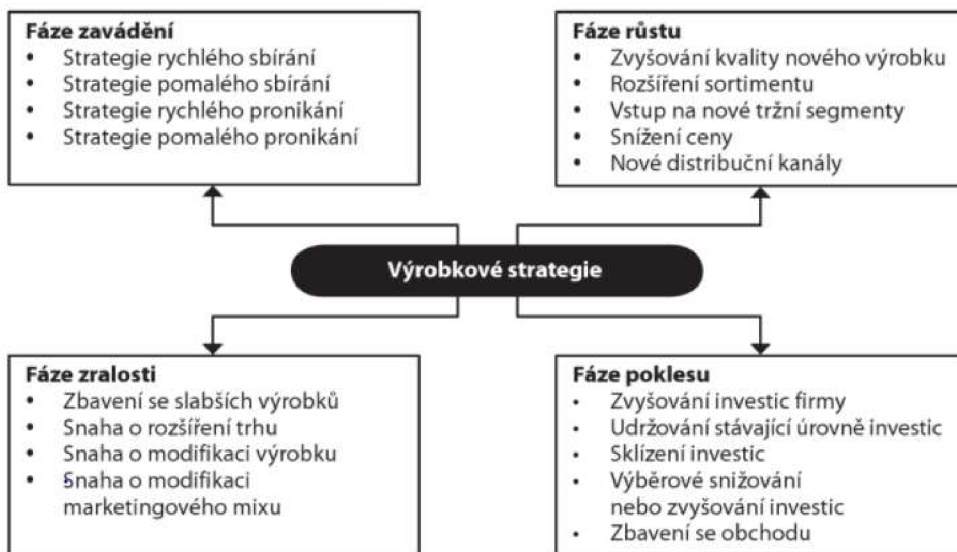 Fáze zavádění
• Strategie rychlého sbírání
• Strategie pomalého sbírání
• Strategie rychlého pronikání
• Strategie pomalého pronikání
Fáze růstu
• Zvyšování kvality nového výrobku
• Rozšíření sortimentu
• Vstup na nové tržní segmenty
• Snížení ceny
• Nové distribuční kanály
Výrobkové strategie
Fáze zralosti
• Zbavení se slabších výrobků
• Snaha o rozšíření trhu
• Snaha o modifikaci výrobku
• Snaha o modifikaci
marketingového mixu
Fáze poklesu
• Zvyšování investic firmy
• Udržování stávající úrovně investic
• Sklízení investic
• Výběrové snižování
nebo zvyšování investic
• Zbavení se obchodu